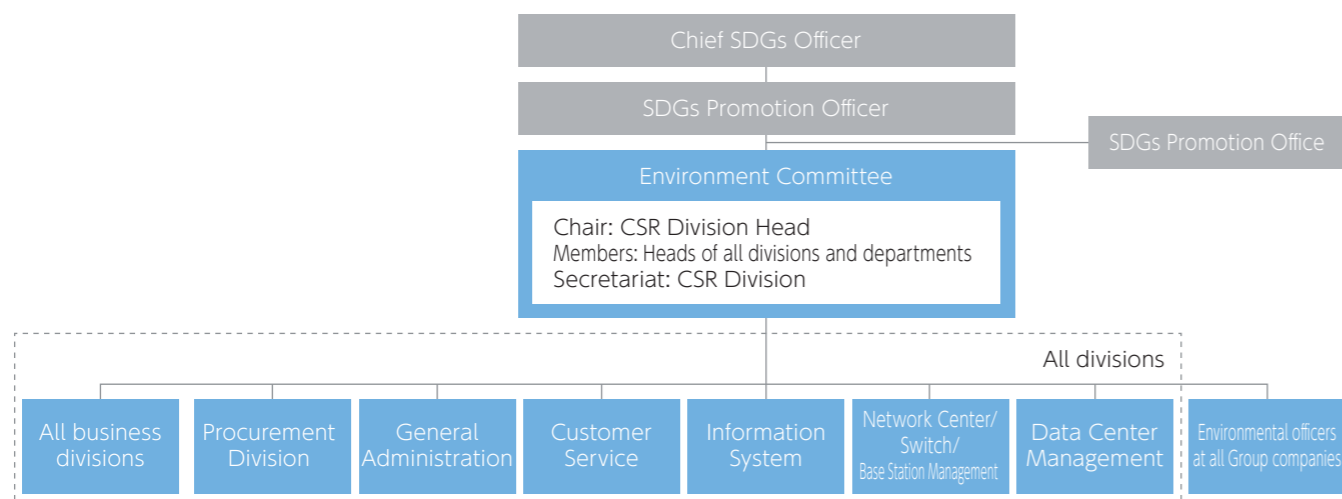 Chief SDGs Officer
SDGs Promotion Officer
SDGs Promotion Office
Environment Committee
Chair: CSR Division Head
Members: Heads of all divisions and departments
Secretariat: CSR Division
All divisions
All business
divisions
Procurement
Division
General
Administration
Customer
Service
Information
System
Network Center/
Switch/
Base Station Management
Data Center
Management
Environmental officers
at all Group companies